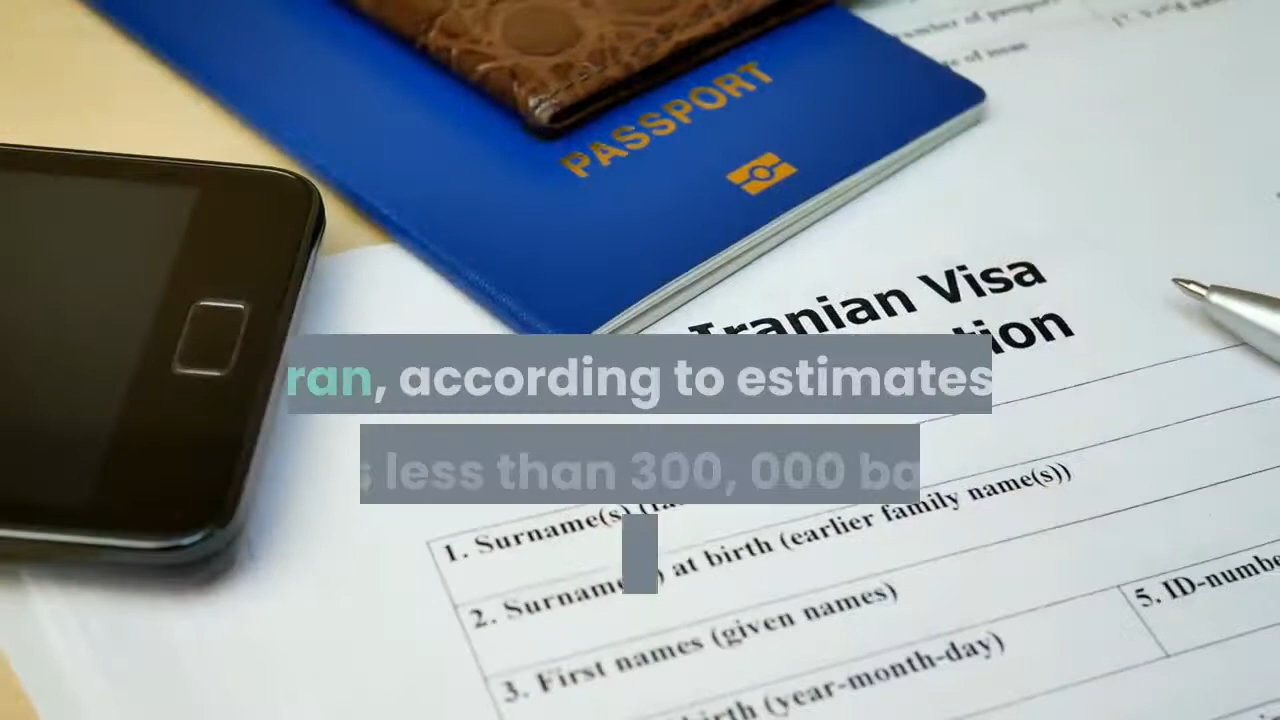 PASSPORT
Iranian Visa
ran, according to estimates
less than 300, 000 ba
1. Surname(s)
2. Surname(s) at birth (earlier family name(s))
3. First names (given names)
5. ID-numbe
birth (year-month-day)